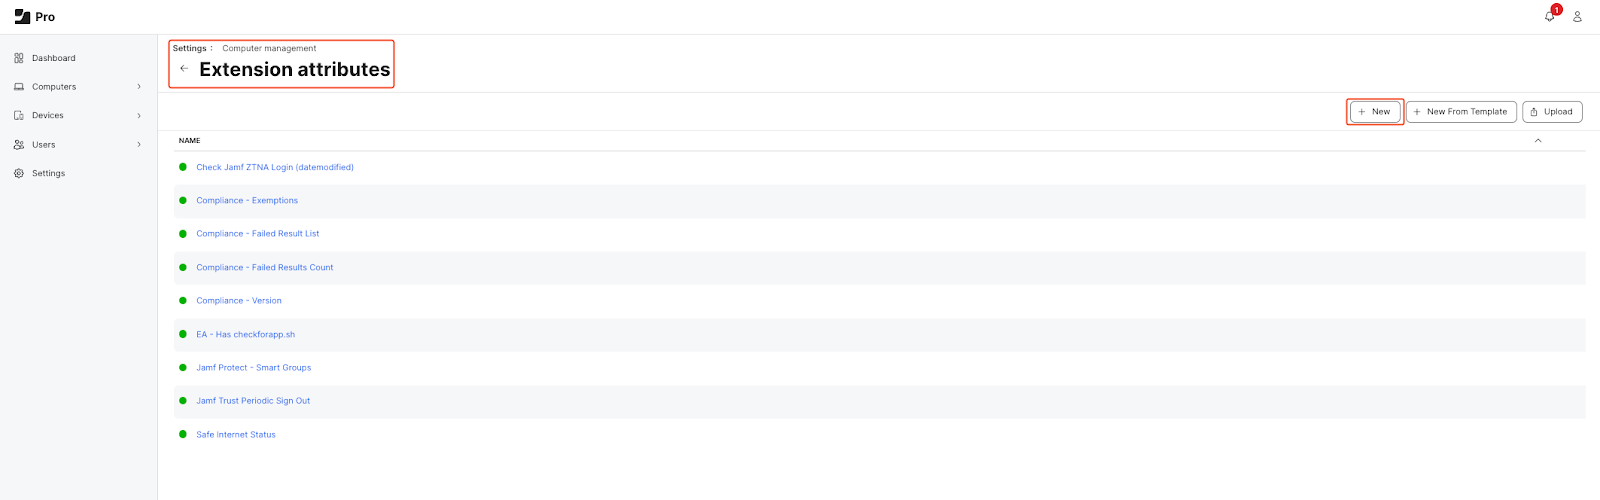 Pro
1
Dashboard
Computers
Devices
Users
Settings
Settings : Computer management
← Extension attributes
+ New
+ New From Template
Upload
NAME
Check Jamf ZTNA Login (datemodified)
Compliance - Exemptions
Compliance - Failed Result List
Compliance - Failed Results Count
Compliance - Version
EA - Has checkforapp.sh
Jamf Protect - Smart Groups
Jamf Trust Periodic Sign Out
Safe Internet Status